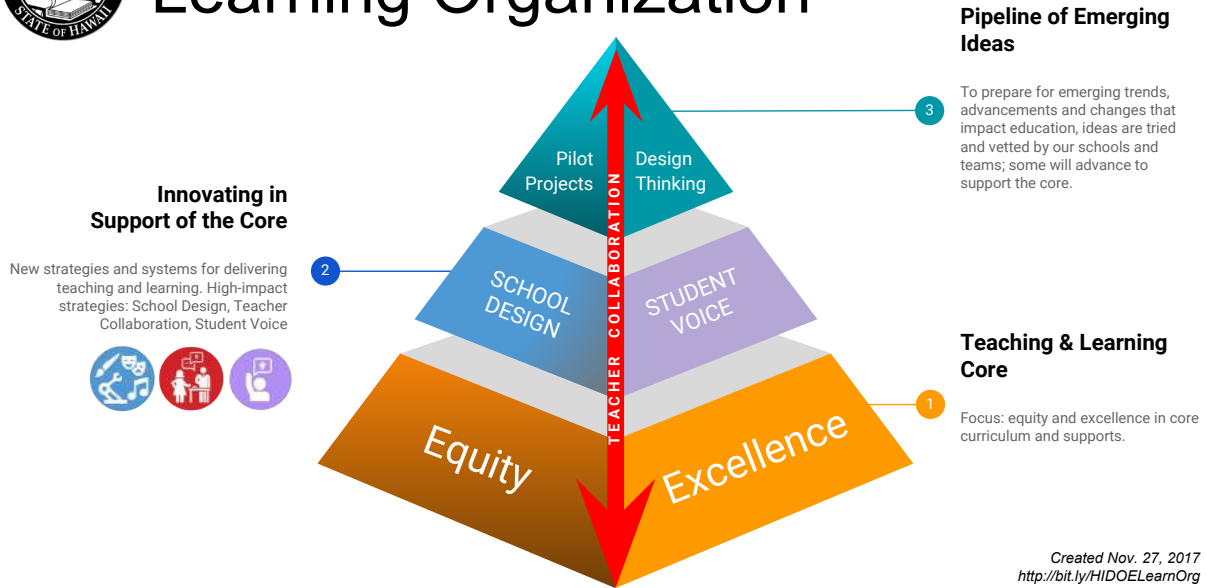 STATE OF HAWAII
Learning Organization
Pipeline of Emerging
Ideas
To prepare for emerging trends,
advancements and changes that
impact education, ideas are tried
and vetted by our schools and
teams; some will advance to
support the core.
3
Pilot
Projects
Design
Thinking
Innovating in
Support of the Core
New strategies and systems for delivering
teaching and learning. High-impact
strategies: School Design, Teacher
Collaboration, Student Voice
2
SCHOOL
DESIGN
STUDENT
VOICE
TEACHER COLLABORATION
Teaching & Learning
Core
Focus: equity and excellence in core
curriculum and supports.
1
Equity
Excellence
Created Nov. 27, 2017
http://bit.ly/HIDOELearnOrg